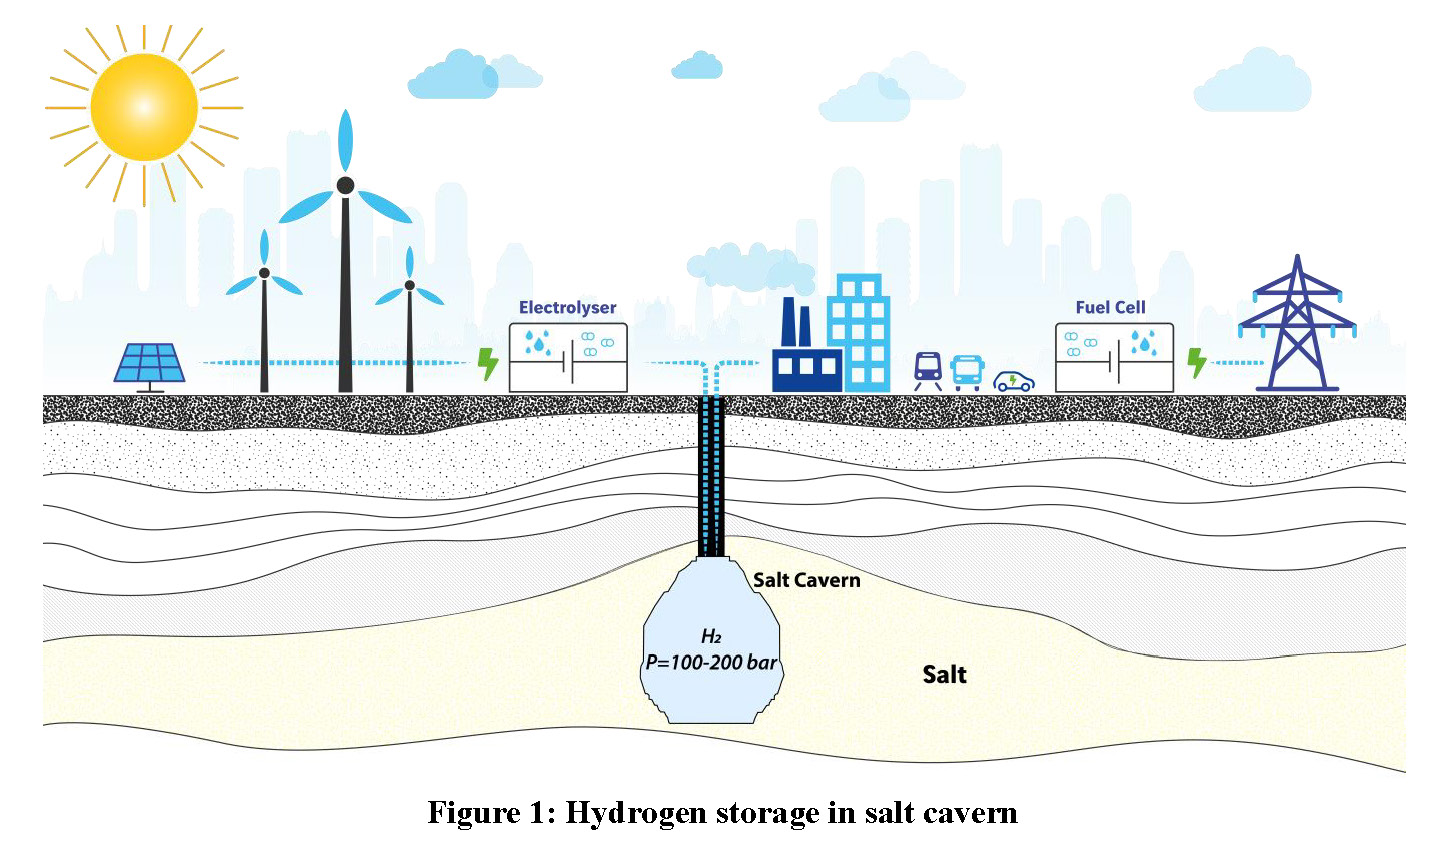 Electrolyser
Fuel Cell
Salt Cavern
H₂
P=100-200 bar
Salt
Figure 1: Hydrogen storage in salt cavern